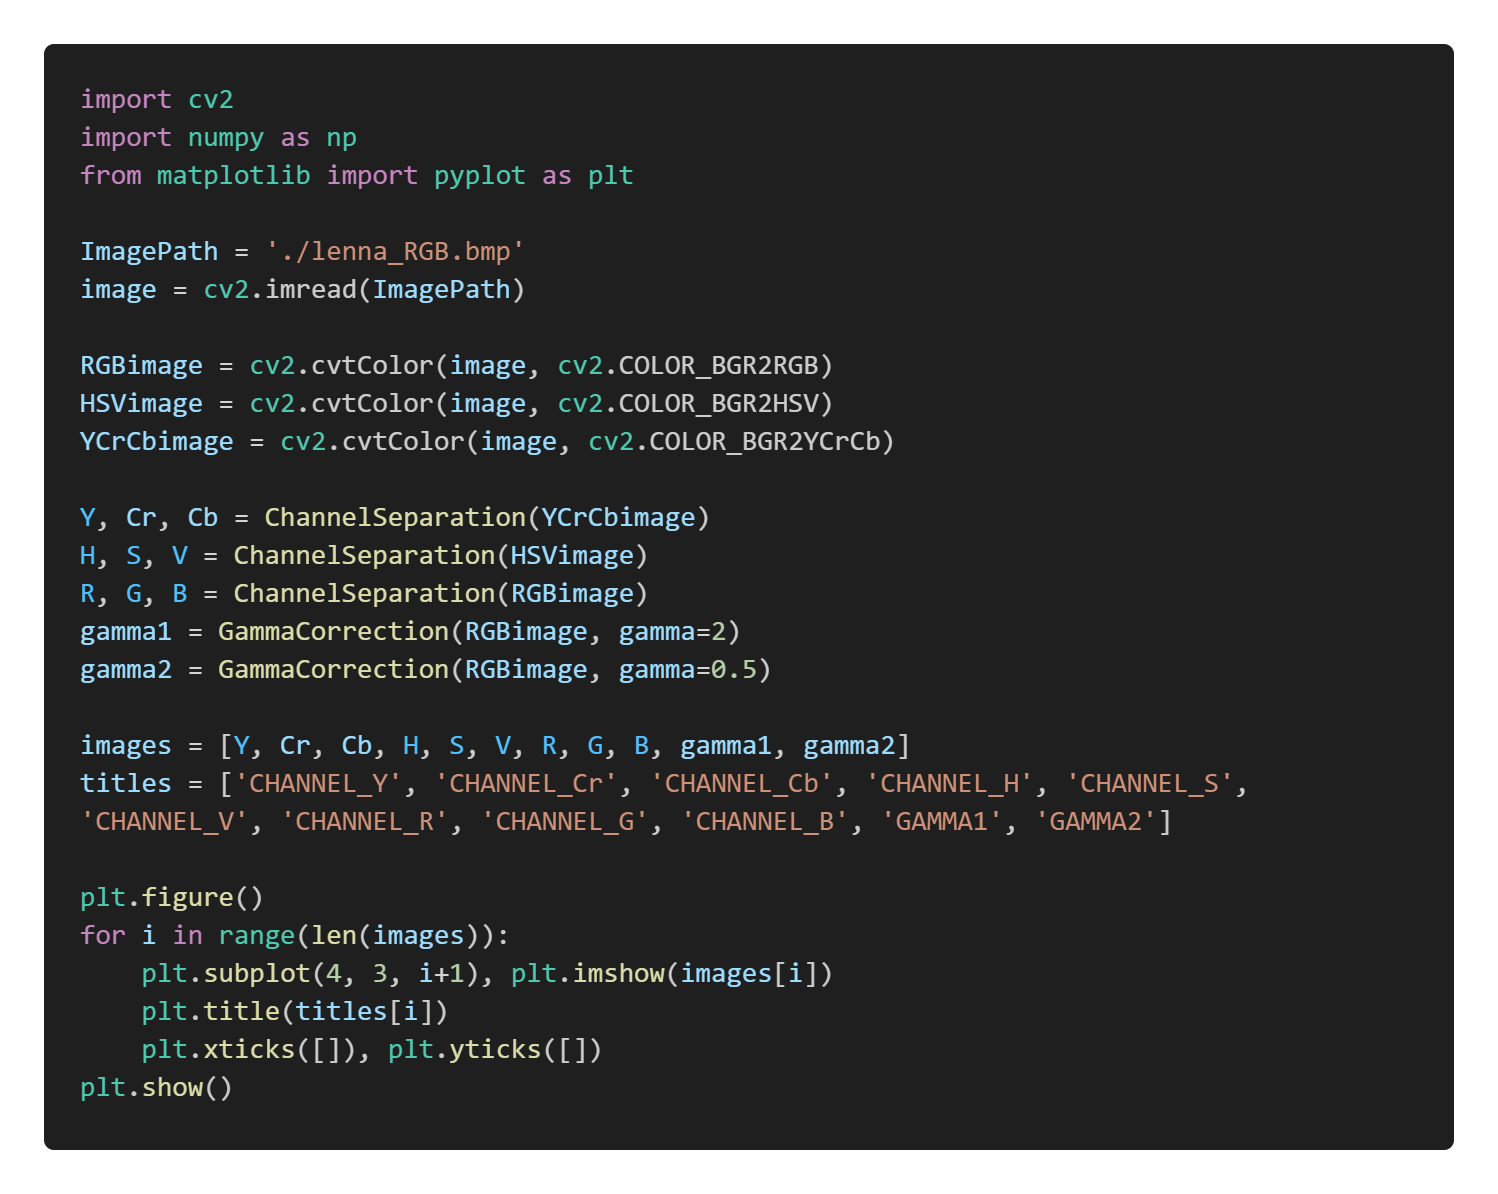 import cv2
import numpy as np
from matplotlib import pyplot as plt

ImagePath = './lenna_RGB.bmp'
image = cv2.imread(ImagePath)

RGBimage = cv2.cvtColor(image, cv2.COLOR_BGR2RGB)
HSVimage = cv2.cvtColor(image, cv2.COLOR_BGR2HSV)
YCrCbimage = cv2.cvtColor(image, cv2.COLOR_BGR2YCrCb)

Y, Cr, Cb = ChannelSeparation(YCrCbimage)
H, S, V = ChannelSeparation(HSVimage)
R, G, B = ChannelSeparation(RGBimage)
gamma1 = GammaCorrection(RGBimage, gamma=2)
gamma2 = GammaCorrection(RGBimage, gamma=0.5)

images = [Y, Cr, Cb, H, S, V, R, G, B, gamma1, gamma2]
titles = ['CHANNEL_Y', 'CHANNEL_Cr', 'CHANNEL_Cb', 'CHANNEL_H', 'CHANNEL_S',
'CHANNEL_V', 'CHANNEL_R', 'CHANNEL_G', 'CHANNEL_B', 'GAMMA1', 'GAMMA2']

plt.figure()
for i in range(len(images)):
    plt.subplot(4, 3, i+1), plt.imshow(images[i])
    plt.title(titles[i])
    plt.xticks([]), plt.yticks([])
plt.show()